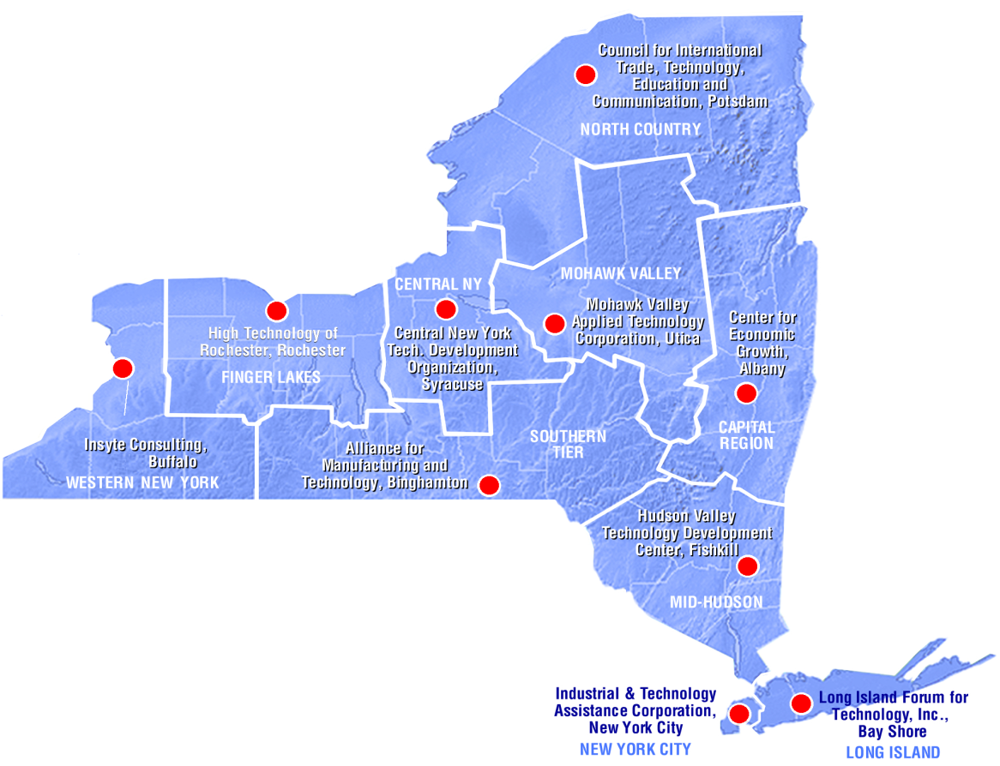 Council for International
Trade, Technology,
Education and
Communication, Potsdam
NORTH COUNTRY
CENTRAL NY
Central New York
Tech. Development
Organization,
Syracuse
MOHAWK VALLEY
Mohawk Valley
Applied Technology
Corporation, Utica
Center for
Economic
Growth,
Albany
CAPITAL
REGION
High Technology of
Rochester, Rochester
FINGER LAKES
Insyte Consulting,
Buffalo
WESTERN NEW YORK
Alliance for
Manufacturing and
Technology, Binghamton
SOUTHERN
TIER
Hudson Valley
Technology Development
Center, Fishkill
MID-HUDSON
Industrial & Technology
Assistance Corporation,
New York City
NEW YORK CITY
Long Island Forum for
Technology, Inc.,
Bay Shore
LONG ISLAND